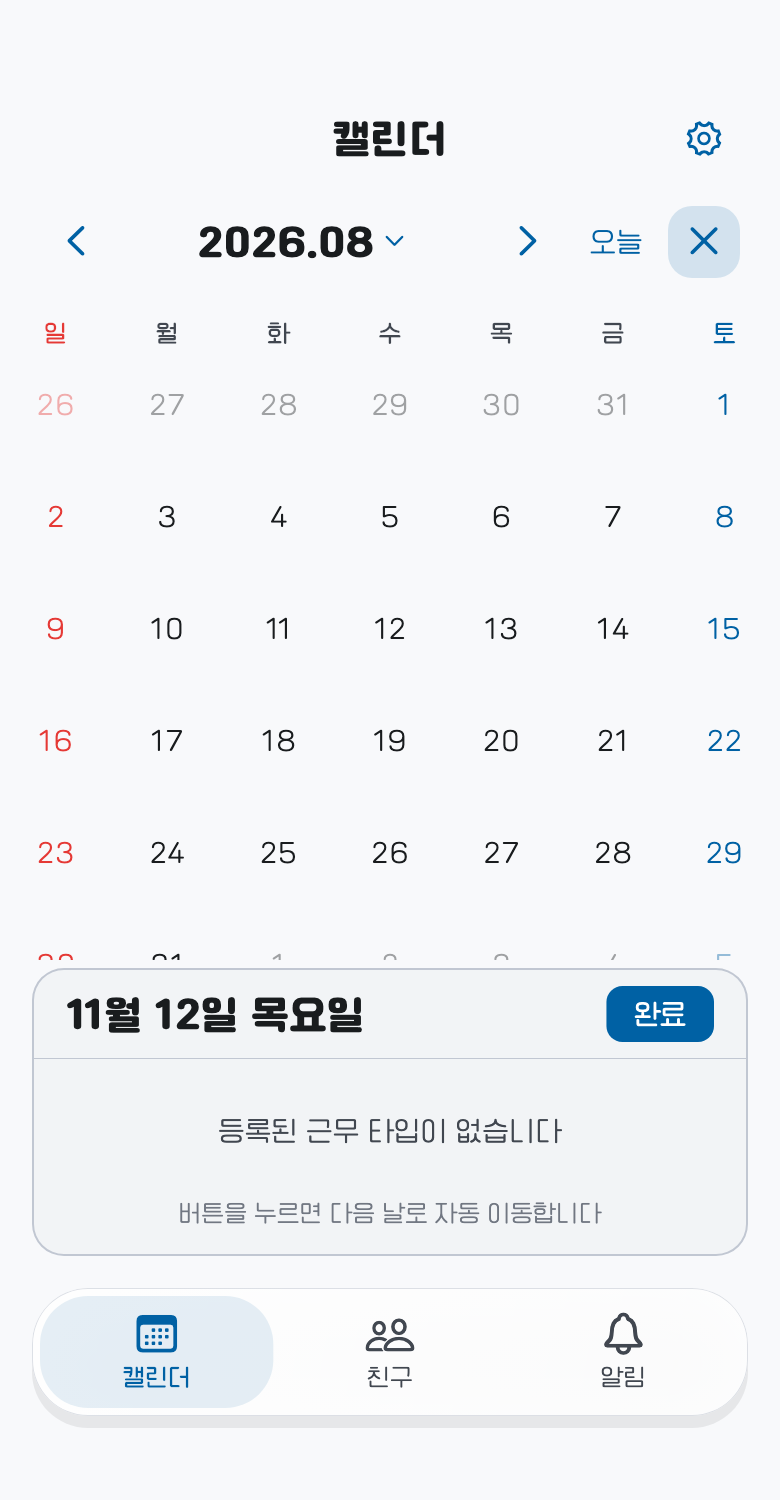 캘린더
2026.08 오늘
일 월 화 수 목 금 토
26 27 28 29 30 31 1
2 3 4 5 6 7 8
9 10 11 12 13 14 15
16 17 18 19 20 21 22
23 24 25 26 27 28 29
11월 12일 목요일 완료
등록된 근무 타입이 없습니다
버튼을 누르면 다음 날로 자동 이동합니다
캘린더 친구 알림